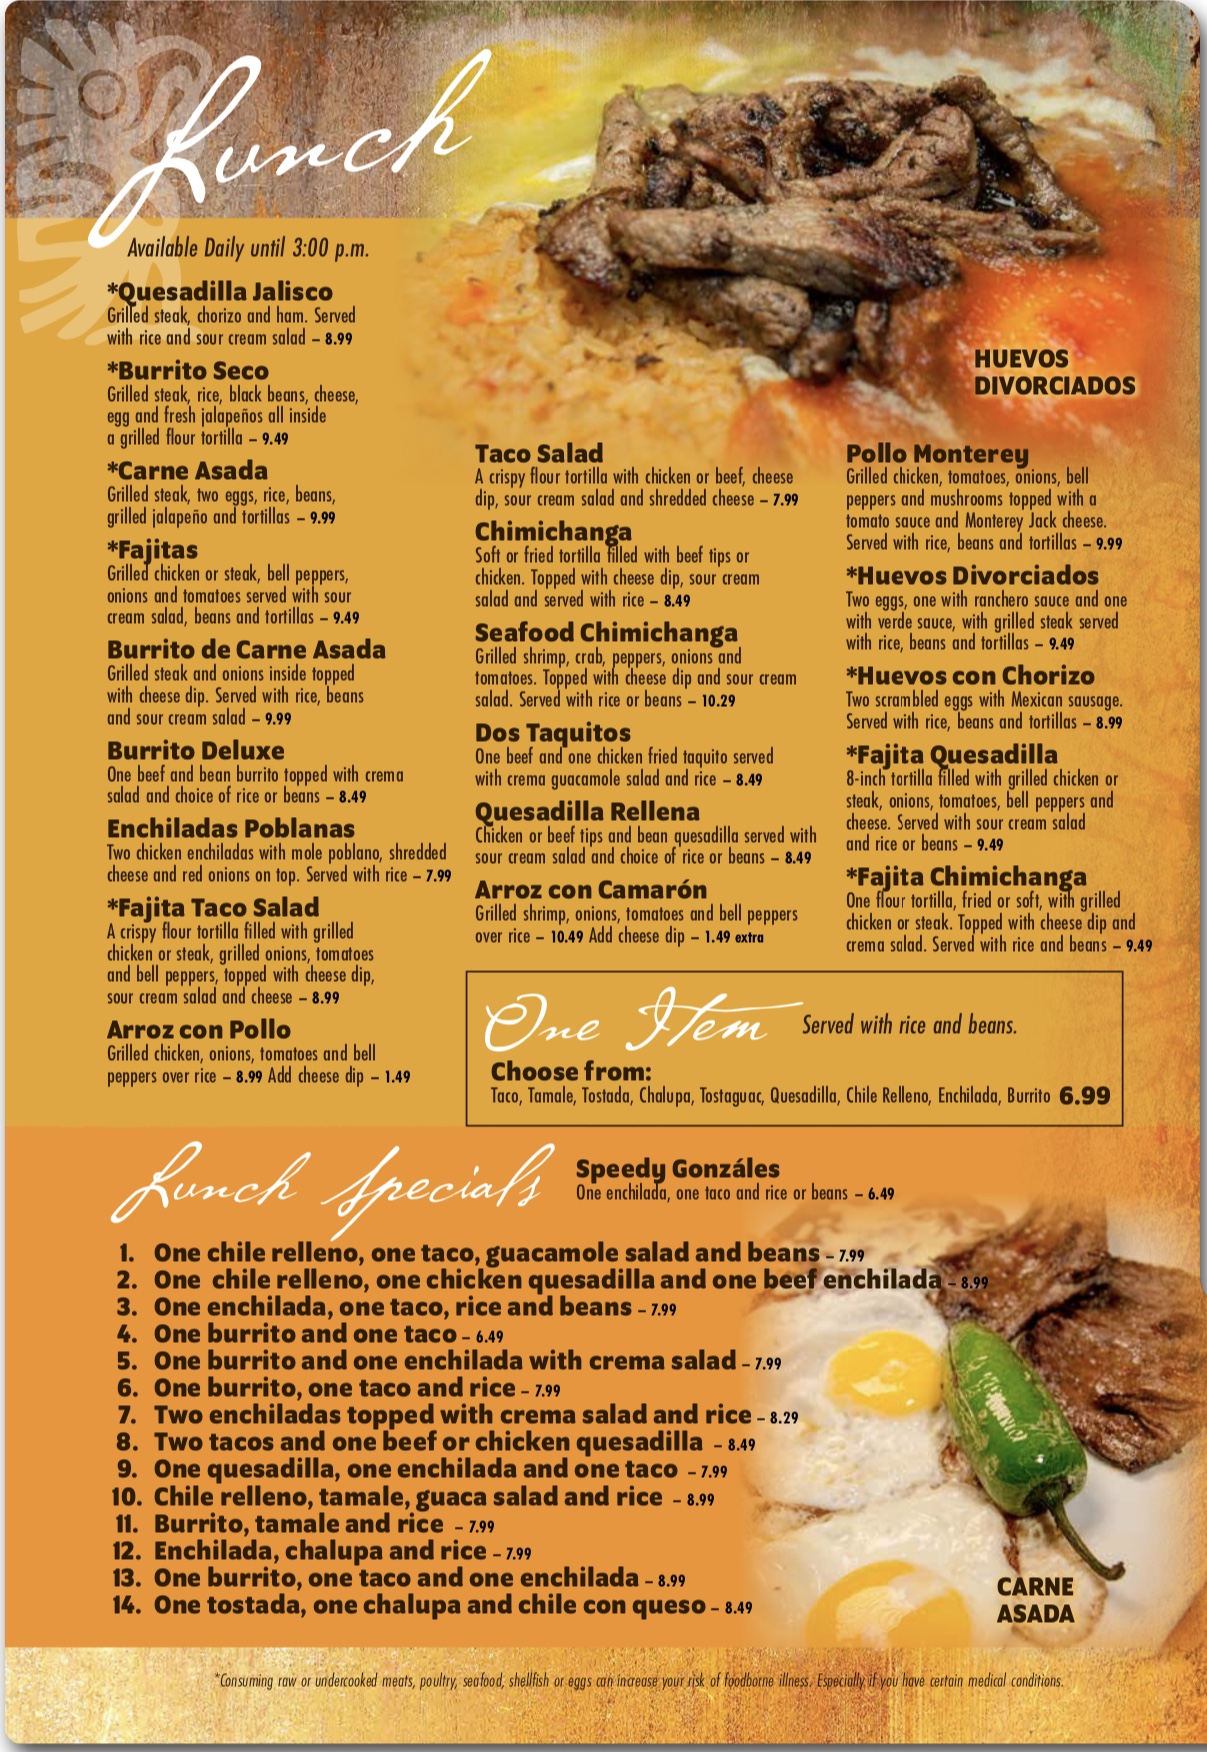 Lunch
Available Daily until 3:00 p.m.
*Quesadilla Jalisco
Grilled steak, chorizo and ham. Served
with rice and sour cream salad – 8.99
*Burrito Seco
Grilled steak, rice, black beans, cheese,
egg and fresh jalapeños all inside
a grilled flour tortilla – 9.49
*Carne Asada
Grilled steak, two eggs, rice, beans,
grilled jalapeño and tortillas – 9.99
*Fajitas
Grilled chicken or steak, bell peppers,
onions and tomatoes served with sour
cream salad, beans and tortillas – 9.49
Burrito de Carne Asada
Grilled steak and onions inside topped
with cheese dip. Served with rice, beans
and sour cream salad – 9.99
Burrito Deluxe
One beef and bean burrito topped with crema
salad and choice of rice or beans – 8.49
Enchiladas Poblanas
Two chicken enchiladas with mole poblano, shredded
cheese and red onions on top. Served with rice – 7.99
*Fajita Taco Salad
A crispy flour tortilla filled with grilled
chicken or steak, grilled onions, tomatoes
and bell peppers, topped with cheese dip,
sour cream salad and cheese – 8.99
Arroz con Pollo
Grilled chicken, onions, tomatoes and bell
peppers over rice – 8.99 Add cheese dip – 1.49
HUEVOS
DIVORCIADOS
Taco Salad
A crispy flour tortilla with chicken or beef, cheese
dip, sour cream salad and shredded cheese – 7.99
Chimichanga
Soft or fried tortilla filled with beef tips or
chicken. Topped with cheese dip, sour cream
salad and served with rice – 8.49
Seafood Chimichanga
Grilled shrimp, crab, peppers, onions and
tomatoes. Topped with cheese dip and sour cream
salad. Served with rice or beans – 10.29
Dos Taquitos
One beef and one chicken fried taquito served
with crema guacamole salad and rice – 8.49
Quesadilla Rellena
Chicken or beef tips and bean quesadilla served with
sour cream salad and choice of rice or beans – 8.49
Arroz con Camarón
Grilled shrimp, onions, tomatoes and bell peppers
over rice – 10.49 Add cheese dip – 1.49 extra
Pollo Monterey
Grilled chicken, tomatoes, onions, bell
peppers and mushrooms topped with a
tomato sauce and Monterey Jack cheese.
Served with rice, beans and tortillas – 9.99
*Huevos Divorciados
Two eggs, one with ranchero sauce and one
with verde sauce, with grilled steak served
with rice, beans and tortillas – 9.49
*Huevos con Chorizo
Two scrambled eggs with Mexican sausage.
Served with rice, beans and tortillas – 8.99
*Fajita Quesadilla
8-inch tortilla filled with grilled chicken or
steak, onions, tomatoes, bell peppers and
cheese. Served with sour cream salad
and rice or beans – 9.49
*Fajita Chimichanga
One flour tortilla, fried or soft, with grilled
chicken or steak. Topped with cheese dip and
crema salad. Served with rice and beans – 9.49
One Item Served with rice and beans.
Choose from:
Taco, Tamale, Tostada, Chalupa, Tostaguac, Quesadilla, Chile Relleno, Enchilada, Burrito 6.99
Lunch Specials
Speedy Gonzáles
One enchilada, one taco and rice or beans – 6.49
1. One chile relleno, one taco, guacamole salad and beans – 7.99
2. One chile relleno, one chicken quesadilla and one beef enchilada – 8.99
3. One enchilada, one taco, rice and beans – 7.99
4. One burrito and one taco – 6.49
5. One burrito and one enchilada with crema salad – 7.99
6. One burrito, one taco and rice – 7.99
7. Two enchiladas topped with crema salad and rice – 8.29
8. Two tacos and one beef or chicken quesadilla – 8.49
9. One quesadilla, one enchilada and one taco – 7.99
10. Chile relleno, tamale, guaca salad and rice – 8.99
11. Burrito, tamale and rice – 7.99
12. Enchilada, chalupa and rice – 7.99
13. One burrito, one taco and one enchilada – 8.99
14. One tostada, one chalupa and chile con queso – 8.49
CARNE
ASADA
*Consuming raw or undercooked meats, poultry, seafood, shellfish or eggs can increase your risk of foodborne illness. Especially if you have certain medical conditions.